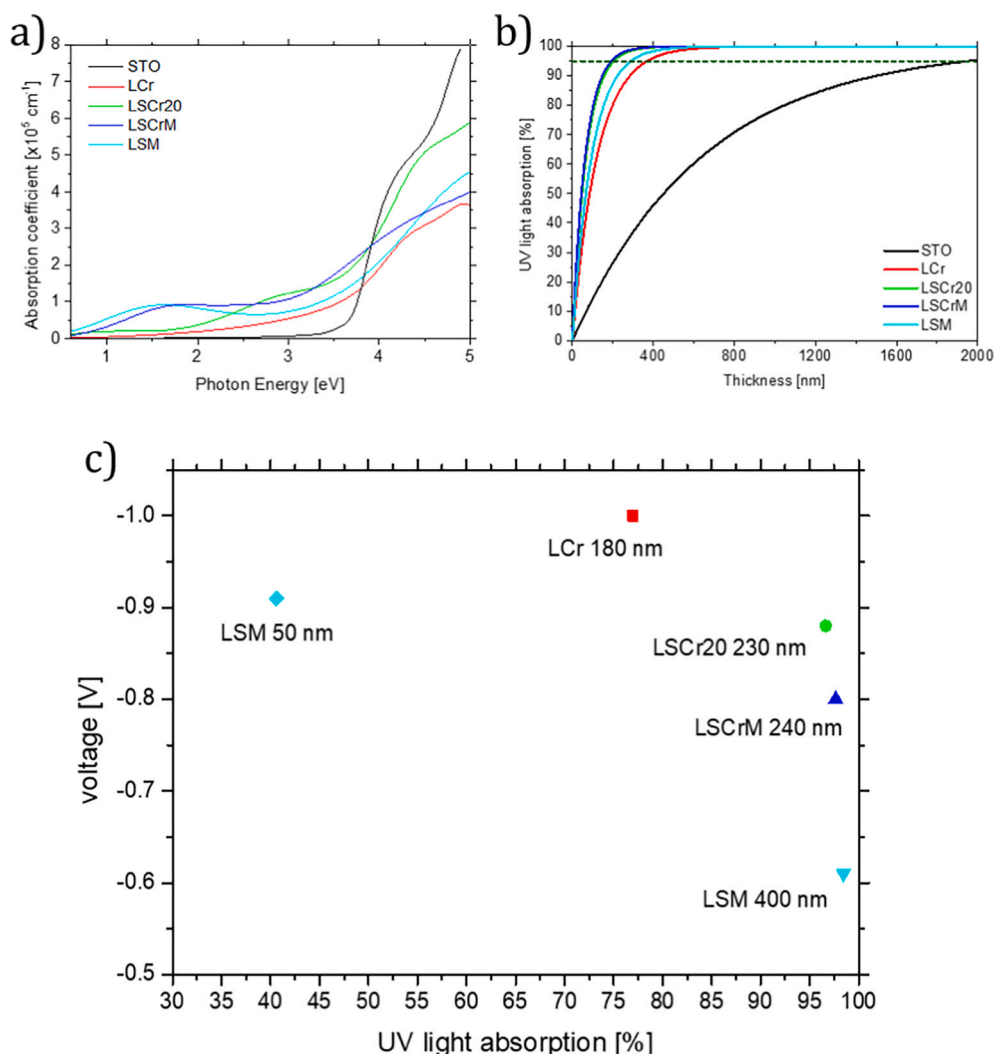 a)
8
7
6
5
4
3
2
1
0
Absorption coefficient [x10⁵ cm⁻¹]
STO
LCr
LSCr20
LSCrM
LSM
1 2 3 4 5
Photon Energy [eV]
b)
100
90
80
70
60
50
40
30
20
10
0
UV light absorption [%]
STO
LCr
LSCr20
LSCrM
LSM
0 400 800 1200 1600 2000
Thickness [nm]
c)
-1.0
-0.9
-0.8
-0.7
-0.6
-0.5
voltage [V]
LCr 180 nm
LSM 50 nm
LSCr20 230 nm
LSCrM 240 nm
LSM 400 nm
30 35 40 45 50 55 60 65 70 75 80 85 90 95 100
UV light absorption [%]